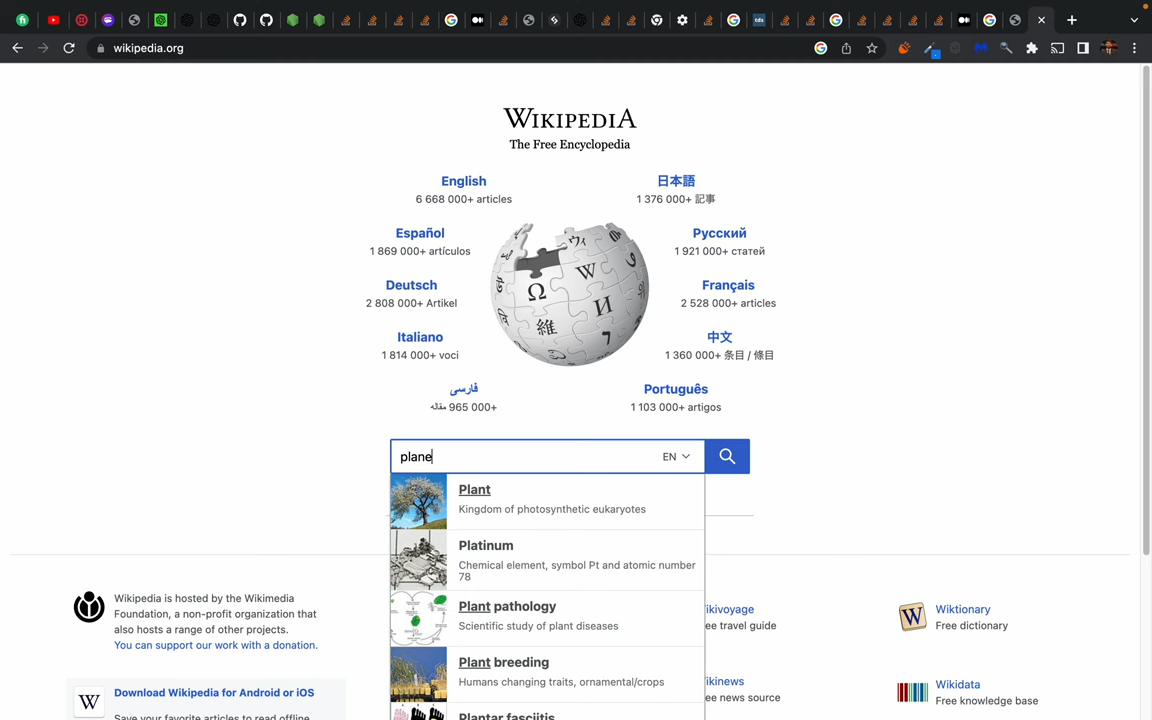 wikipedia.org
WIKIPEDIA
The Free Encyclopedia
English
6 668 000+ articles
日本語
1 376 000+ 記事
Español
1 869 000+ artículos
Русский
1 921 000+ статей
Deutsch
2 808 000+ Artikel
Français
2 528 000+ articles
Italiano
1 814 000+ voci
中文
1 360 000+ 条目 / 條目
فارسی
965 000+ مقاله
Português
1 103 000+ artigos
plane
EN
Plant
Kingdom of photosynthetic eukaryotes
Platinum
Chemical element, symbol Pt and atomic number
78
Plant pathology
Scientific study of plant diseases
Plant breeding
Humans changing traits, ornamental/crops
Plantar fasciitis
Wikipedia is hosted by the Wikimedia
Foundation, a non-profit organization that
also hosts a range of other projects.
You can support our work with a donation.
Download Wikipedia for Android or iOS
Save your favorite articles to read offline,
ikivoyage
ee travel guide
Wiktionary
Free dictionary
ikinews
ee news source
Wikidata
Free knowledge base